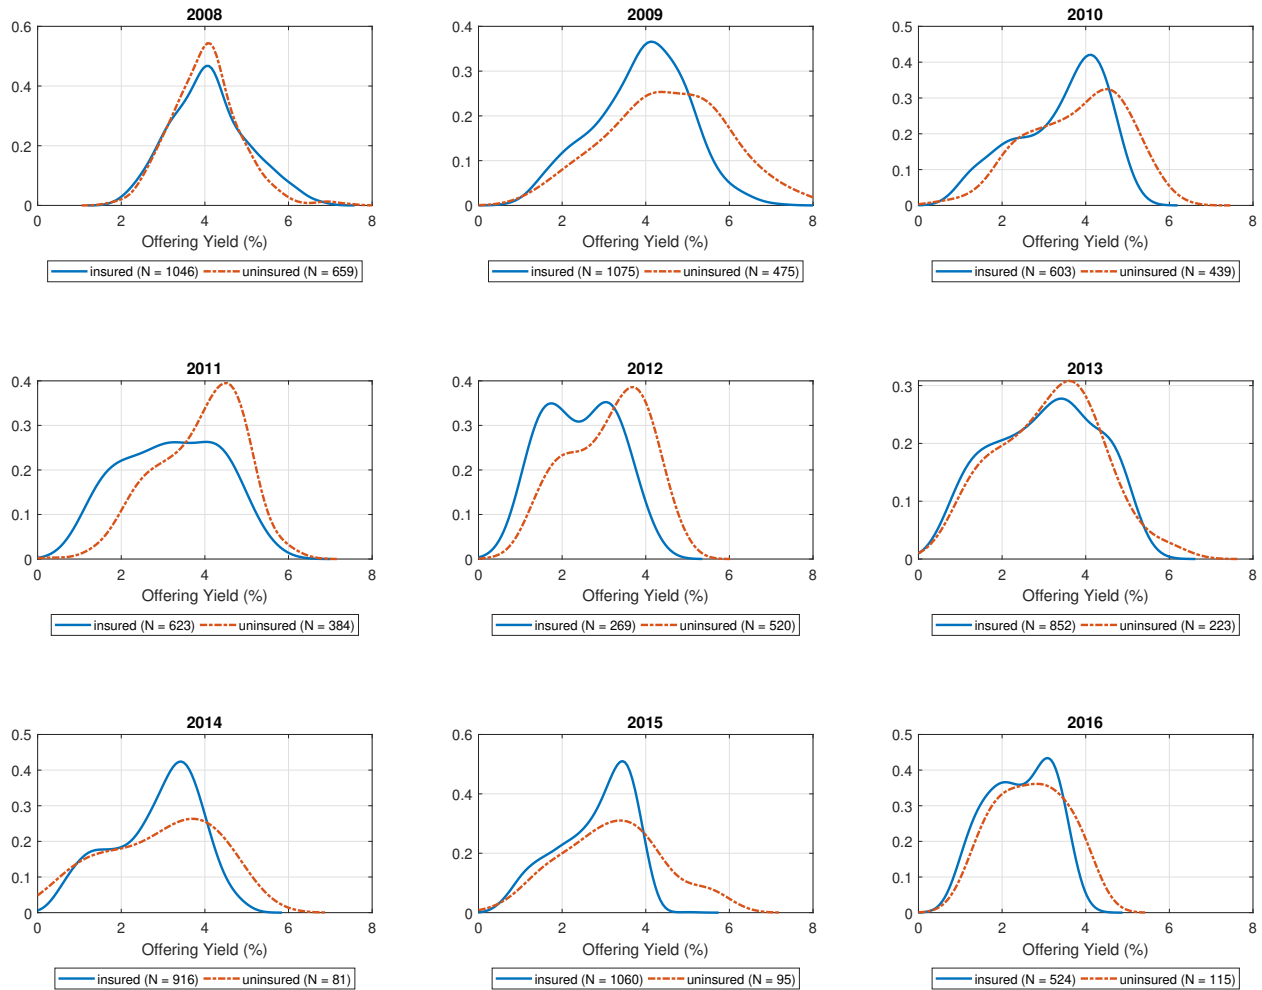 2008
0.6
0.4
0.2
0
0 2 4 6 8
Offering Yield (%)
insured (N = 1046) uninsured (N = 659)
2009
0.4
0.3
0.2
0.1
0
0 2 4 6 8
Offering Yield (%)
insured (N = 1075) uninsured (N = 475)
2010
0.5
0.4
0.3
0.2
0.1
0
0 2 4 6 8
Offering Yield (%)
insured (N = 603) uninsured (N = 439)
2011
0.4
0.3
0.2
0.1
0
0 2 4 6 8
Offering Yield (%)
insured (N = 623) uninsured (N = 384)
2012
0.4
0.3
0.2
0.1
0
0 2 4 6 8
Offering Yield (%)
insured (N = 269) uninsured (N = 520)
2013
0.3
0.2
0.1
0
0 2 4 6 8
Offering Yield (%)
insured (N = 852) uninsured (N = 223)
2014
0.5
0.4
0.3
0.2
0.1
0
0 2 4 6 8
Offering Yield (%)
insured (N = 916) uninsured (N = 81)
2015
0.6
0.4
0.2
0
0 2 4 6 8
Offering Yield (%)
insured (N = 1060) uninsured (N = 95)
2016
0.5
0.4
0.3
0.2
0.1
0
0 2 4 6 8
Offering Yield (%)
insured (N = 524) uninsured (N = 115)